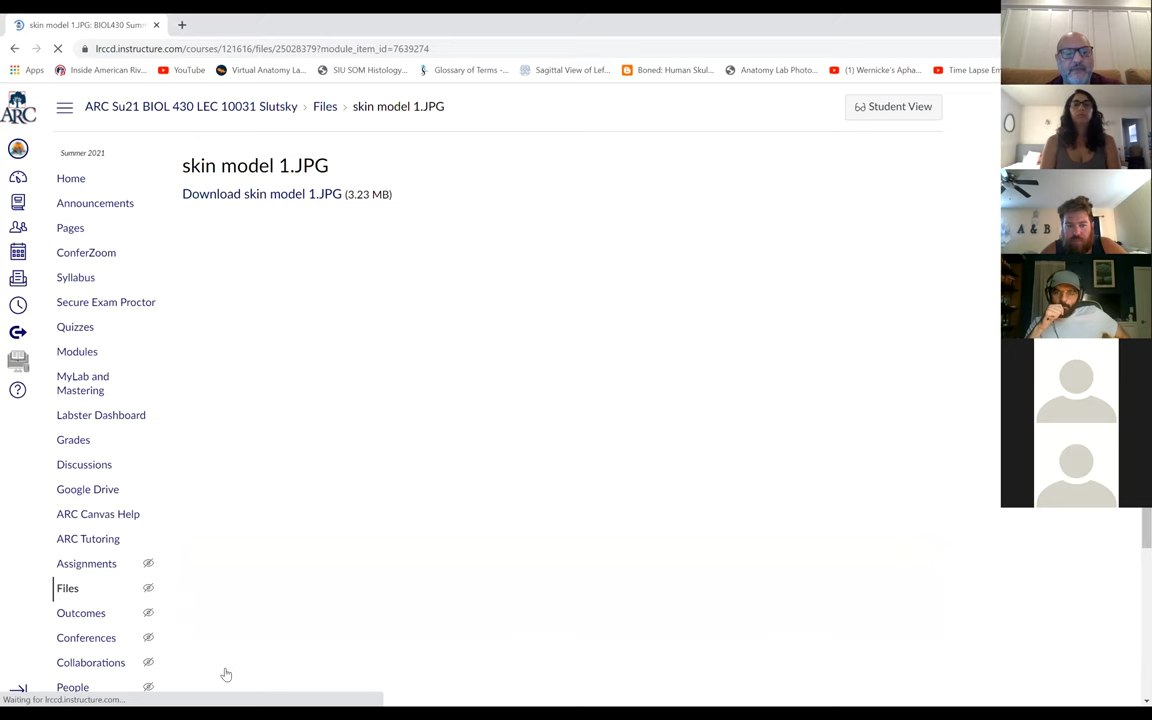 skin model 1.JPG: BIOL430 Summ
lrccd.instructure.com/courses/121616/files/25028379?module_item_id=7639274
Apps Inside American Riv... YouTube Virtual Anatomy La... SIU SOM Histology... Glossary of Terms -... Sagittal View of Lef... Boned: Human Skul... Anatomy Lab Photo... (1) Wernicke's Apha... Time Lapse Em
ARC
ARC Su21 BIOL 430 LEC 10031 Slutsky > Files > skin model 1.JPG
Student View
Summer 2021
skin model 1.JPG
Download skin model 1.JPG (3.23 MB)
Home
Announcements
Pages
ConferZoom
Syllabus
Secure Exam Proctor
Quizzes
Modules
MyLab and
Mastering
Labster Dashboard
Grades
Discussions
Google Drive
ARC Canvas Help
ARC Tutoring
Assignments
Files
Outcomes
Conferences
Collaborations
People
Waiting for lrccd.instructure.com...
A & B